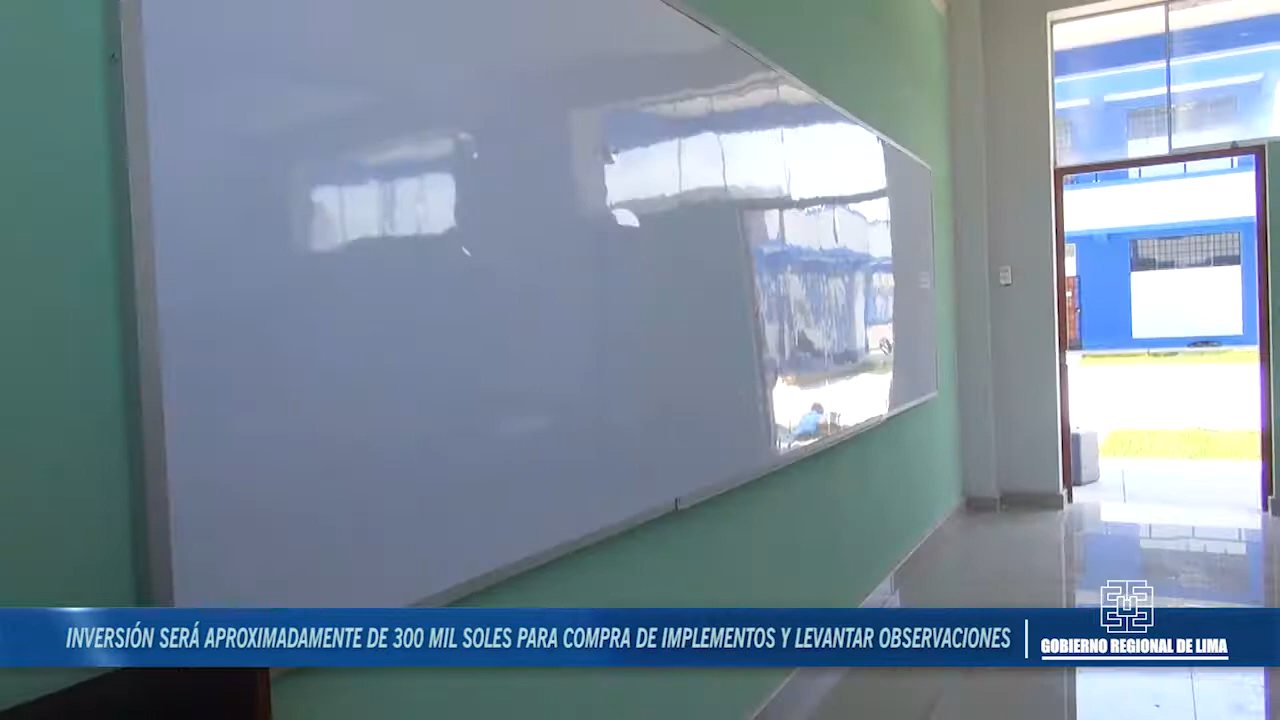 INVERSIÓN SERÁ APROXIMADAMENTE DE 300 MIL SOLES PARA COMPRA DE IMPLEMENTOS Y LEVANTAR OBSERVACIONES
GOBIERNO REGIONAL DE LIMA